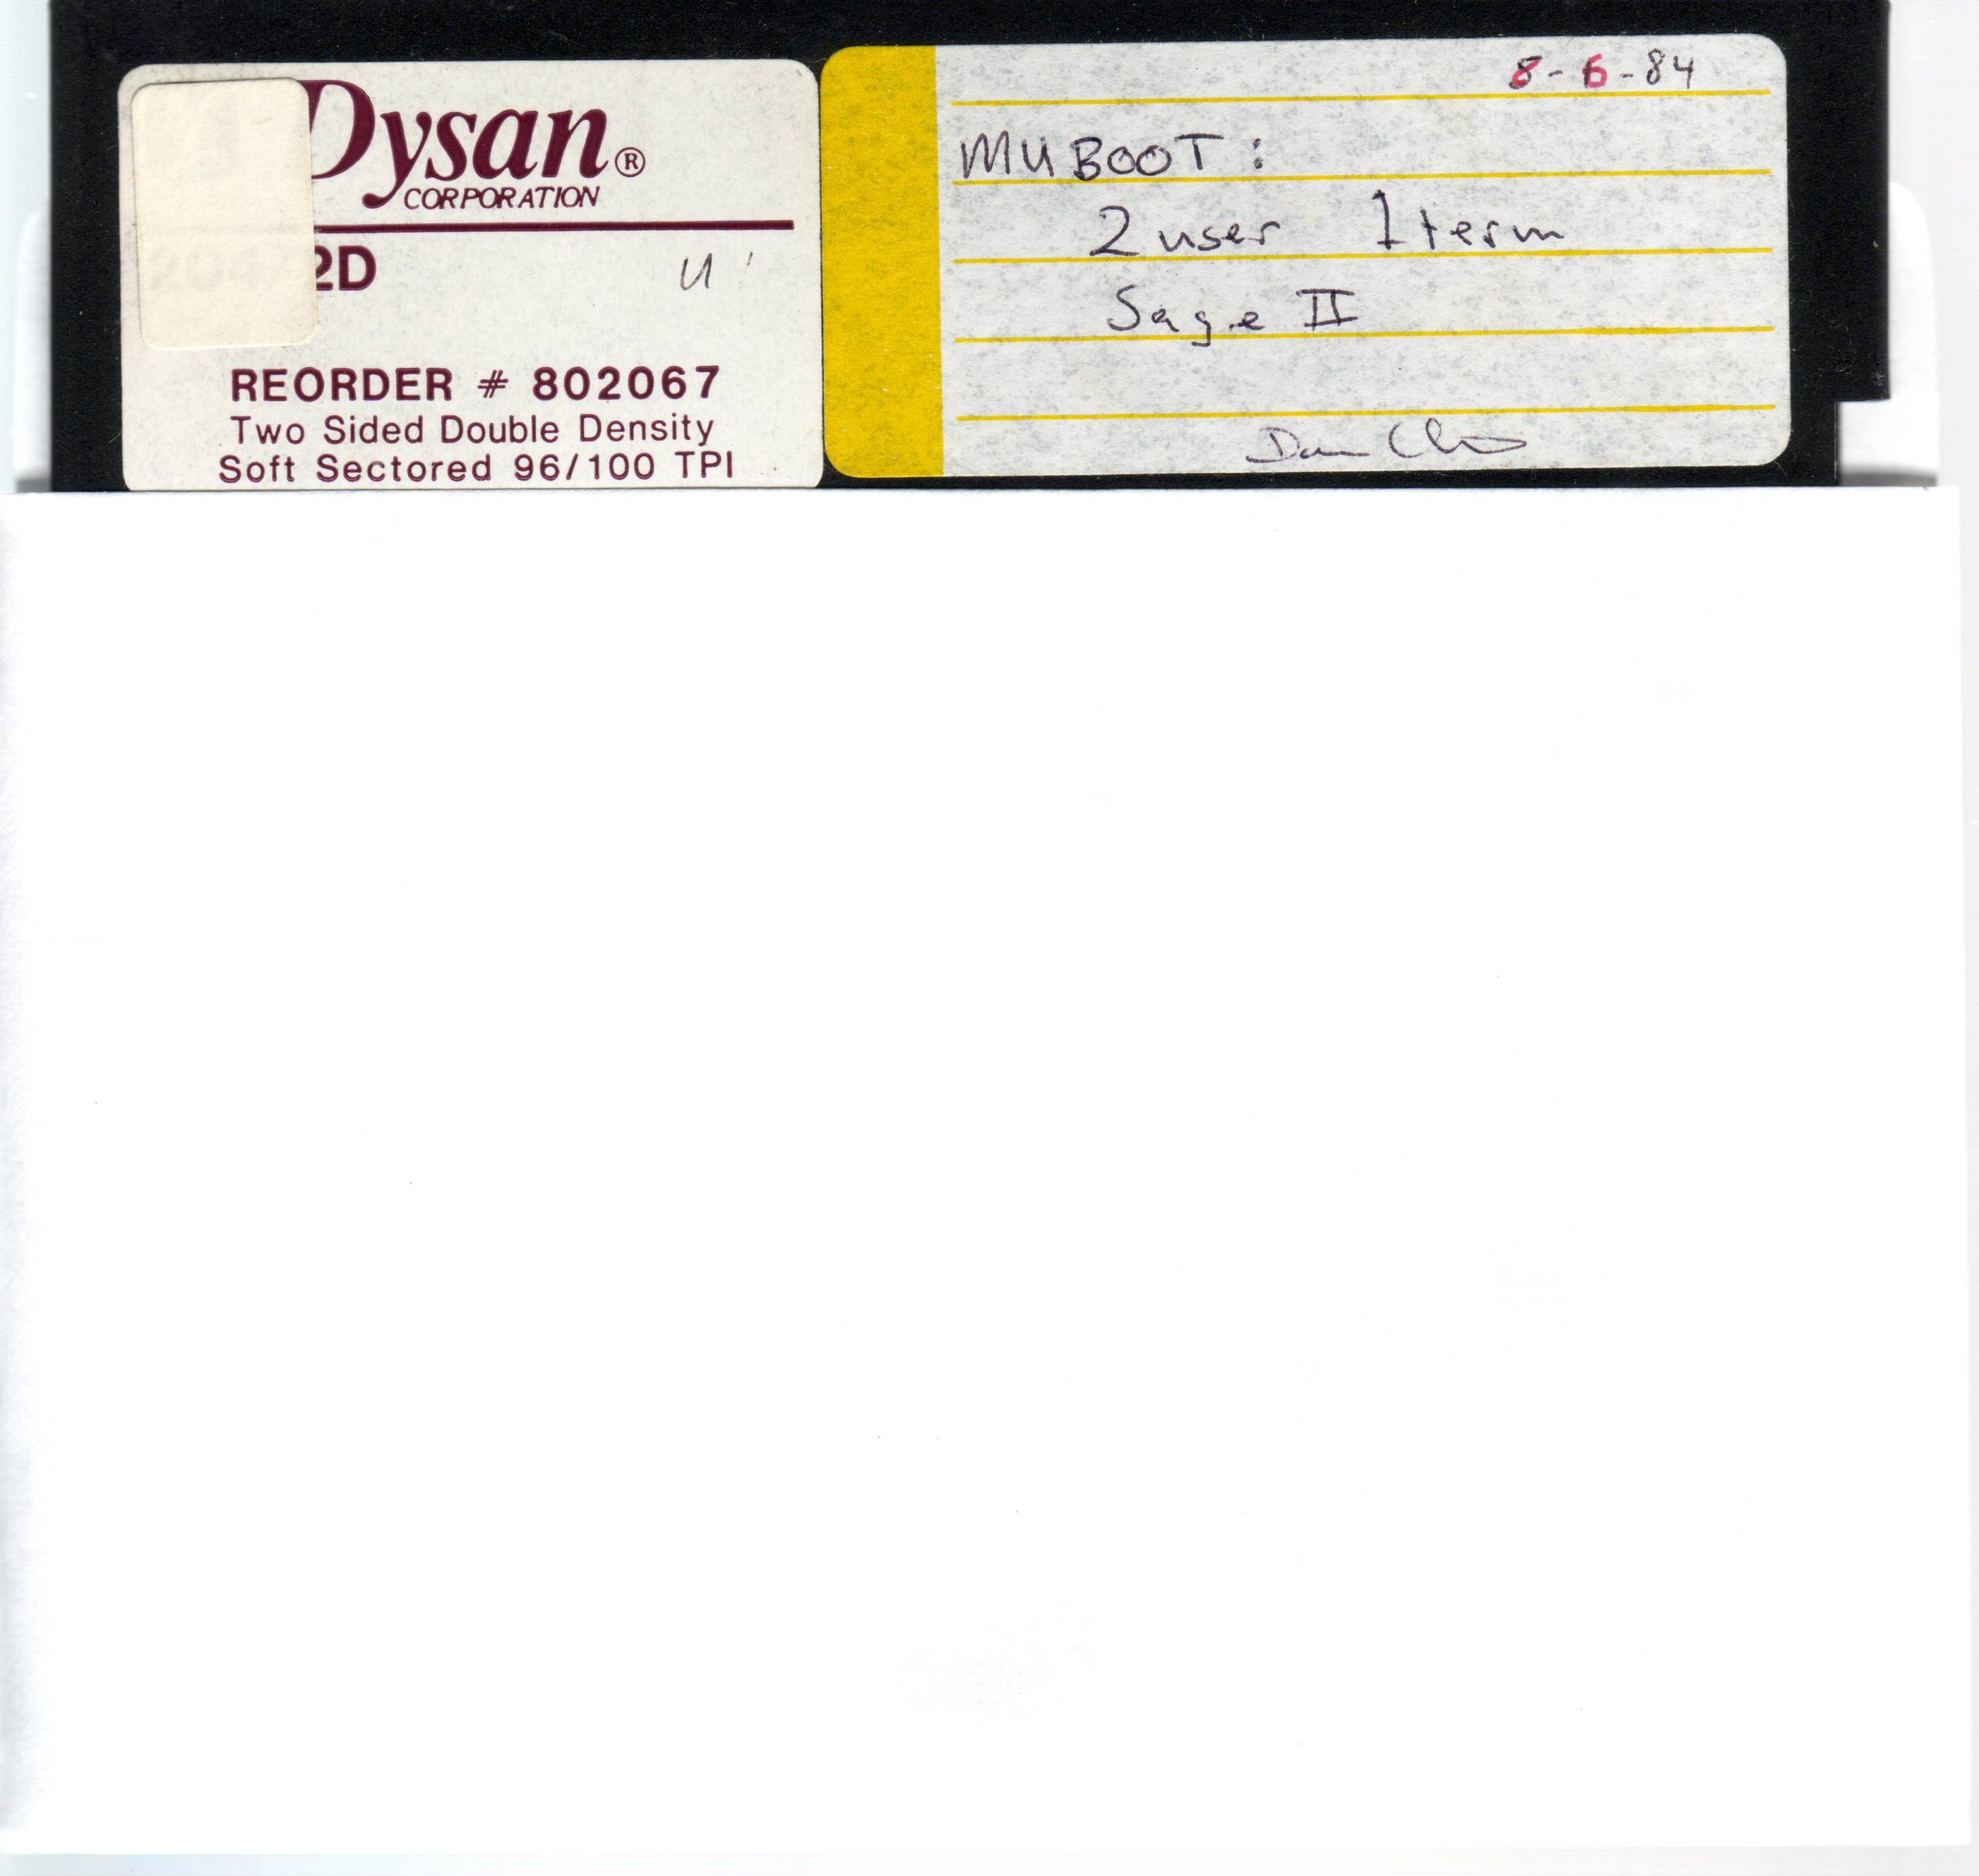 Dysan®
CORPORATION
204 2D
U
REORDER # 802067
Two Sided Double Density
Soft Sectored 96/100 TPI
8-6-84
MUBOOT:
2 user 1 term
Sage II